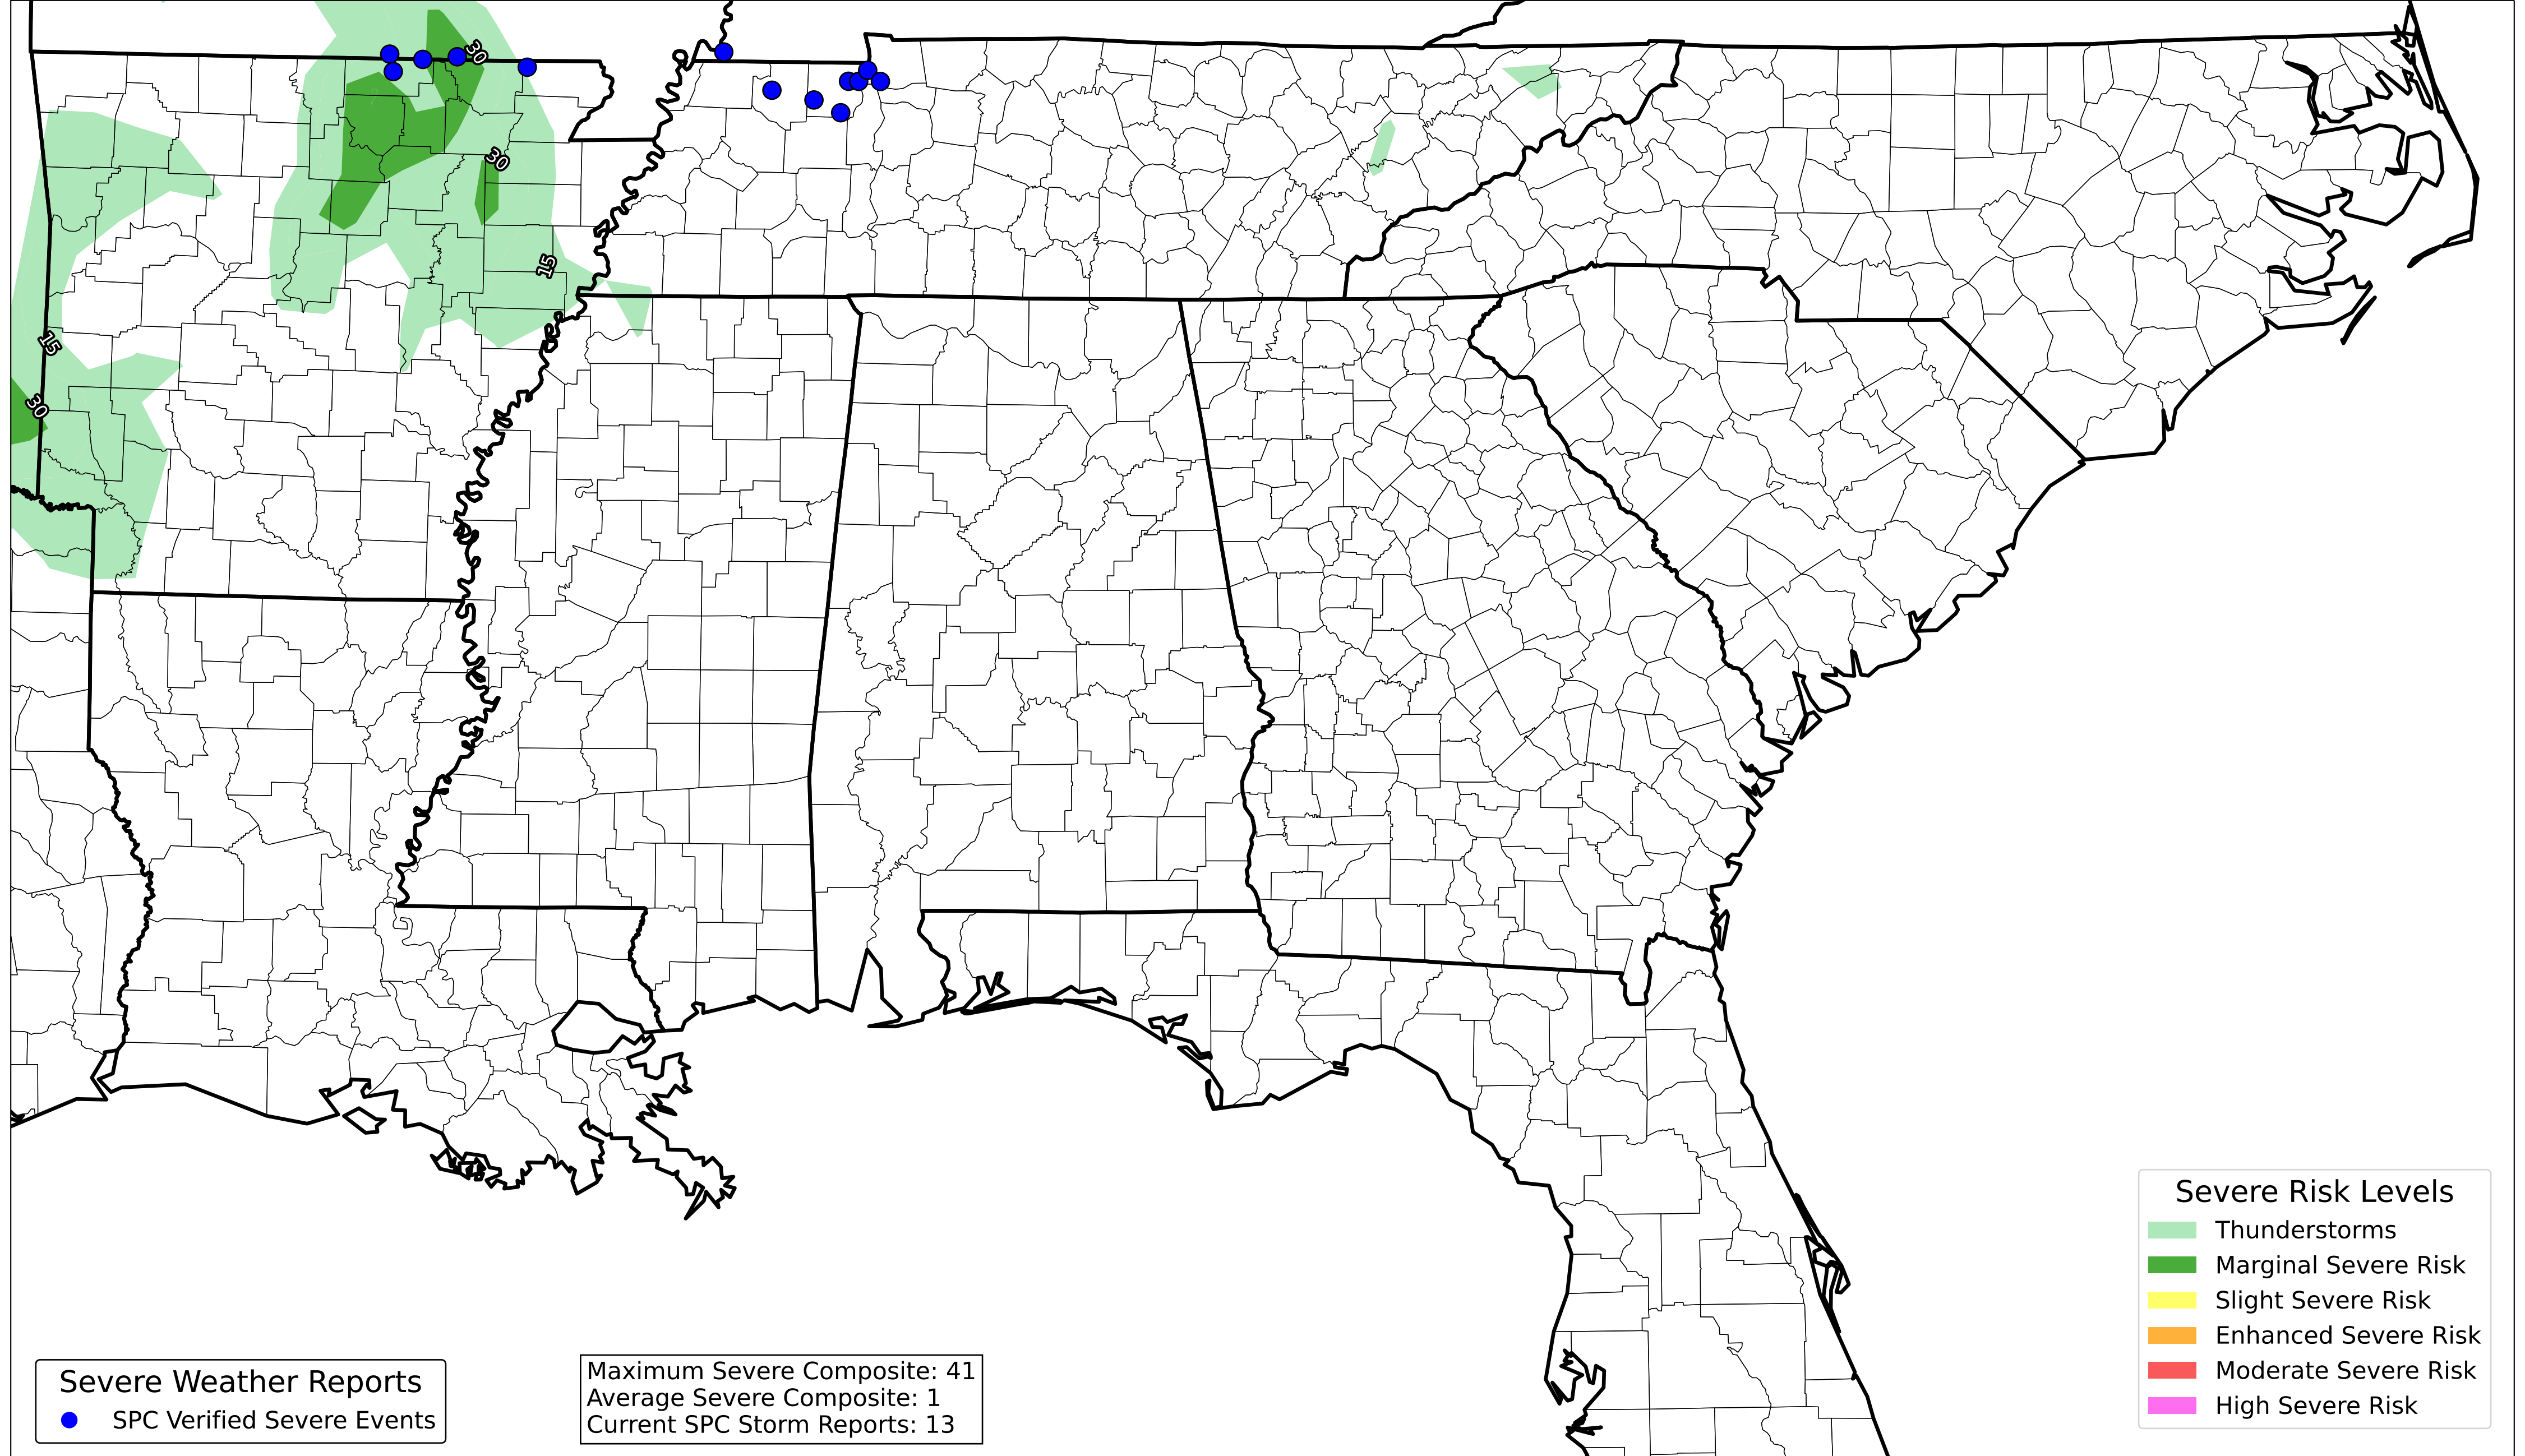 30
30
15
15
30
Severe Weather Reports
SPC Verified Severe Events
Maximum Severe Composite: 41
Average Severe Composite: 1
Current SPC Storm Reports: 13
Severe Risk Levels
Thunderstorms
Marginal Severe Risk
Slight Severe Risk
Enhanced Severe Risk
Moderate Severe Risk
High Severe Risk